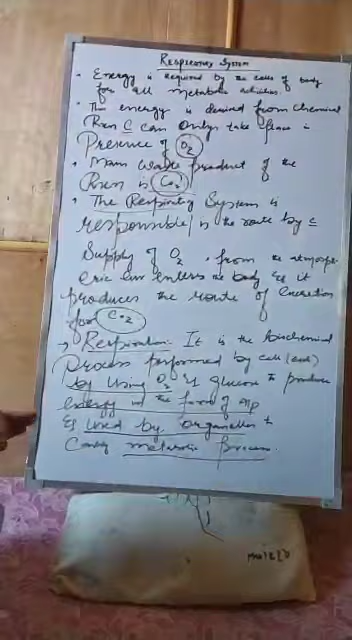 Respiratory System
• Energy is required by the cells of body
for all metabolic activities.
• This energy is derived from chemical
Rxn c can only take place in
Presence of O2
• Main waste product of the
Rxn is CO2
• The Respiratory System is
responsible/ is the route by c
Supply of O2 from the atmosph-
eric air enters the body & it
produces the route of Excretion
for CO2
→ Respiration. It is the biochemical
process performed by cell
by using O2 & glucose to produce
energy in the form of ATP
& used by organelles to
Carry metabolic process.